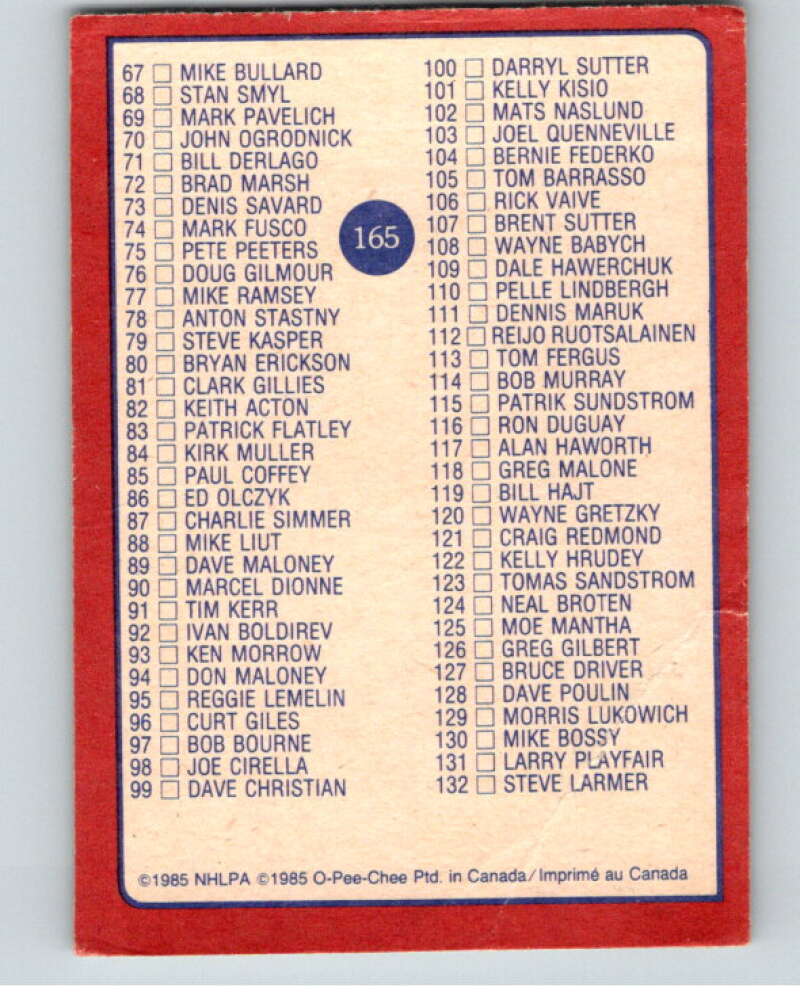 67 MIKE BULLARD
68 STAN SMYL
69 MARK PAVELICH
70 JOHN OGRODNICK
71 BILL DERLAGO
72 BRAD MARSH
73 DENIS SAVARD
74 MARK FUSCO
75 PETE PEETERS
76 DOUG GILMOUR
77 MIKE RAMSEY
78 ANTON STASTNY
79 STEVE KASPER
80 BRYAN ERICKSON
81 CLARK GILLIES
82 KEITH ACTON
83 PATRICK FLATLEY
84 KIRK MULLER
85 PAUL COFFEY
86 ED OLCZYK
87 CHARLIE SIMMER
88 MIKE LIUT
89 DAVE MALONEY
90 MARCEL DIONNE
91 TIM KERR
92 IVAN BOLDIREV
93 KEN MORROW
94 DON MALONEY
95 REGGIE LEMELIN
96 CURT GILES
97 BOB BOURNE
98 JOE CIRELLA
99 DAVE CHRISTIAN
165
100 DARRYL SUTTER
101 KELLY KISIO
102 MATS NASLUND
103 JOEL QUENNEVILLE
104 BERNIE FEDERKO
105 TOM BARRASSO
106 RICK VAIVE
107 BRENT SUTTER
108 WAYNE BABYCH
109 DALE HAWERCHUK
110 PELLE LINDBERGH
111 DENNIS MARUK
112 REIJO RUOTSALAINEN
113 TOM FERGUS
114 BOB MURRAY
115 PATRIK SUNDSTROM
116 RON DUGUAY
117 ALAN HAWORTH
118 GREG MALONE
119 BILL HAJT
120 WAYNE GRETZKY
121 CRAIG REDMOND
122 KELLY HRUDEY
123 TOMAS SANDSTROM
124 NEAL BROTEN
125 MOE MANTHA
126 GREG GILBERT
127 BRUCE DRIVER
128 DAVE POULIN
129 MORRIS LUKOWICH
130 MIKE BOSSY
131 LARRY PLAYFAIR
132 STEVE LARMER
©1985 NHLPA ©1985 O-Pee-Chee Ptd. in Canada/Imprimé au Canada